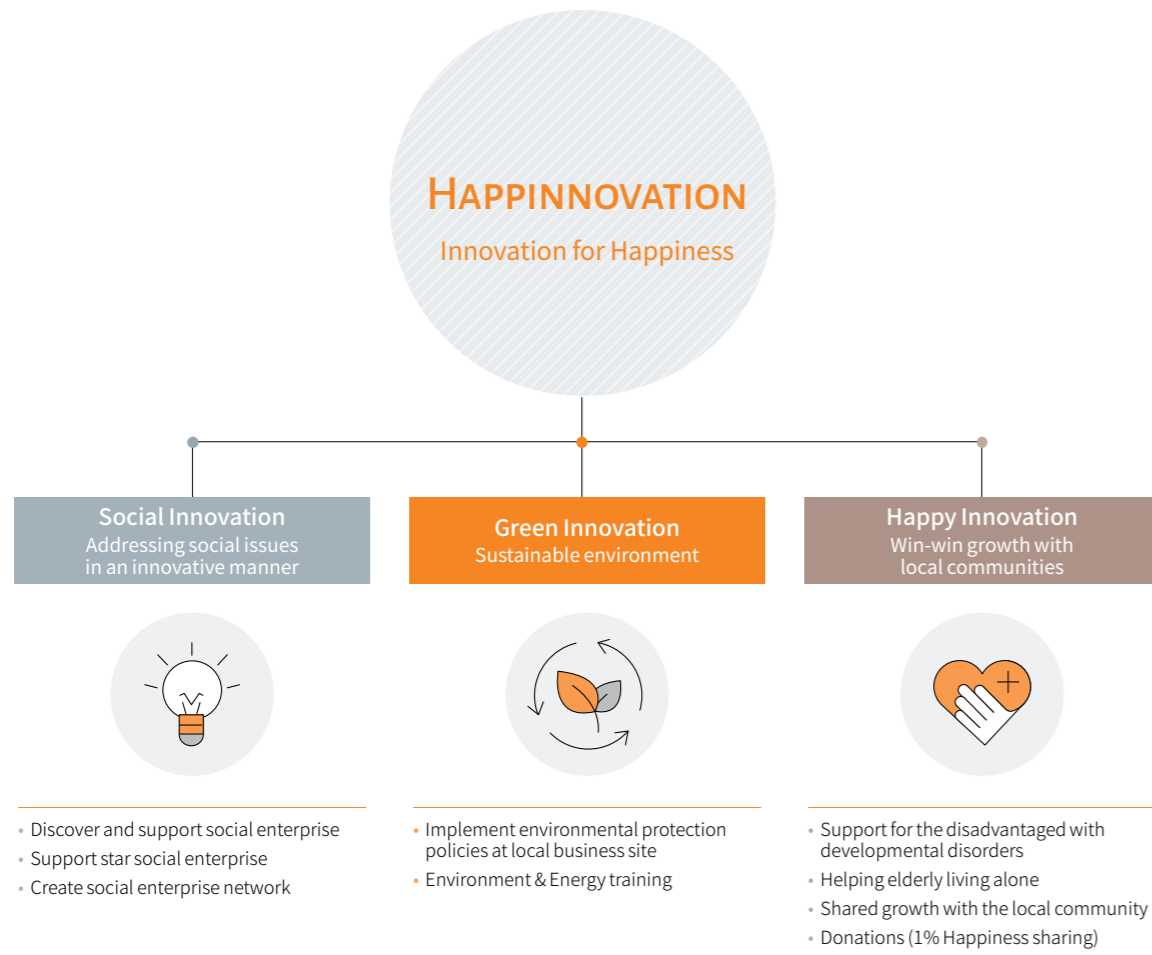 HAPPINNOVATION
Innovation for Happiness
Social Innovation
Addressing social issues
in an innovative manner
• Discover and support social enterprise
• Support star social enterprise
• Create social enterprise network
Green Innovation
Sustainable environment
• Implement environmental protection
policies at local business site
• Environment & Energy training
Happy Innovation
Win-win growth with
local communities
• Support for the disadvantaged with
developmental disorders
• Helping elderly living alone
• Shared growth with the local community
• Donations (1% Happiness sharing)